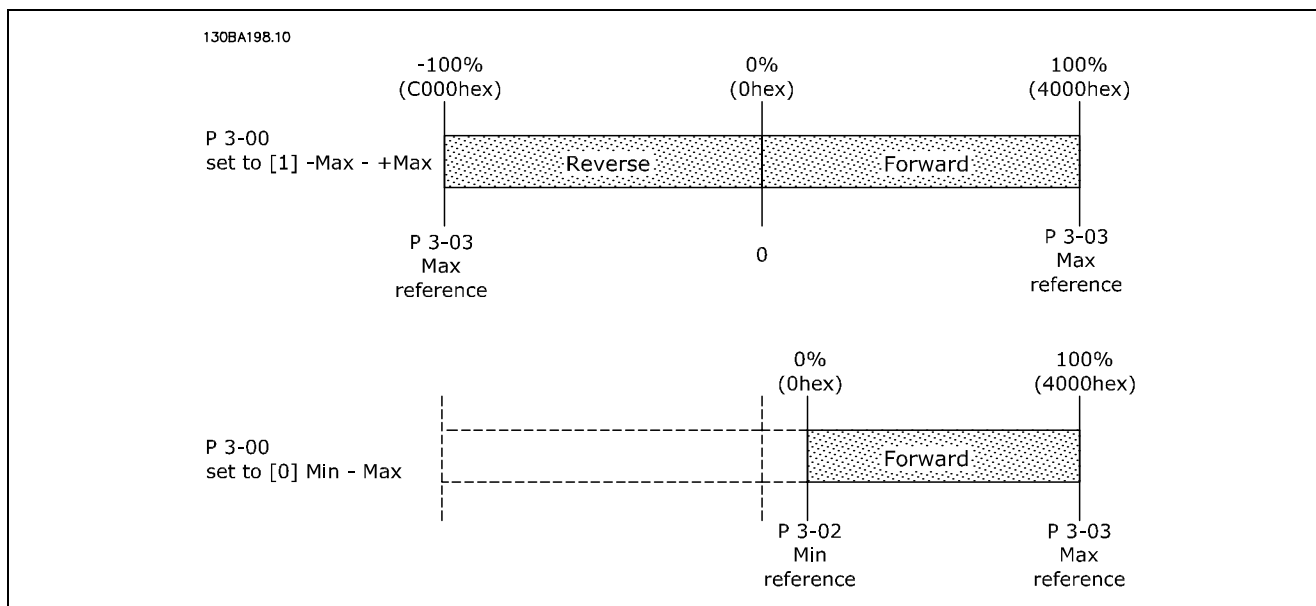 130BA198.10
-100%
(C000hex)
0%
(0hex)
100%
(4000hex)
P 3-00
set to [1] -Max - +Max
Reverse
Forward
P 3-03
Max
reference
0
P 3-03
Max
reference
0%
(0hex)
100%
(4000hex)
P 3-00
set to [0] Min - Max
Forward
P 3-02
Min
reference
P 3-03
Max
reference